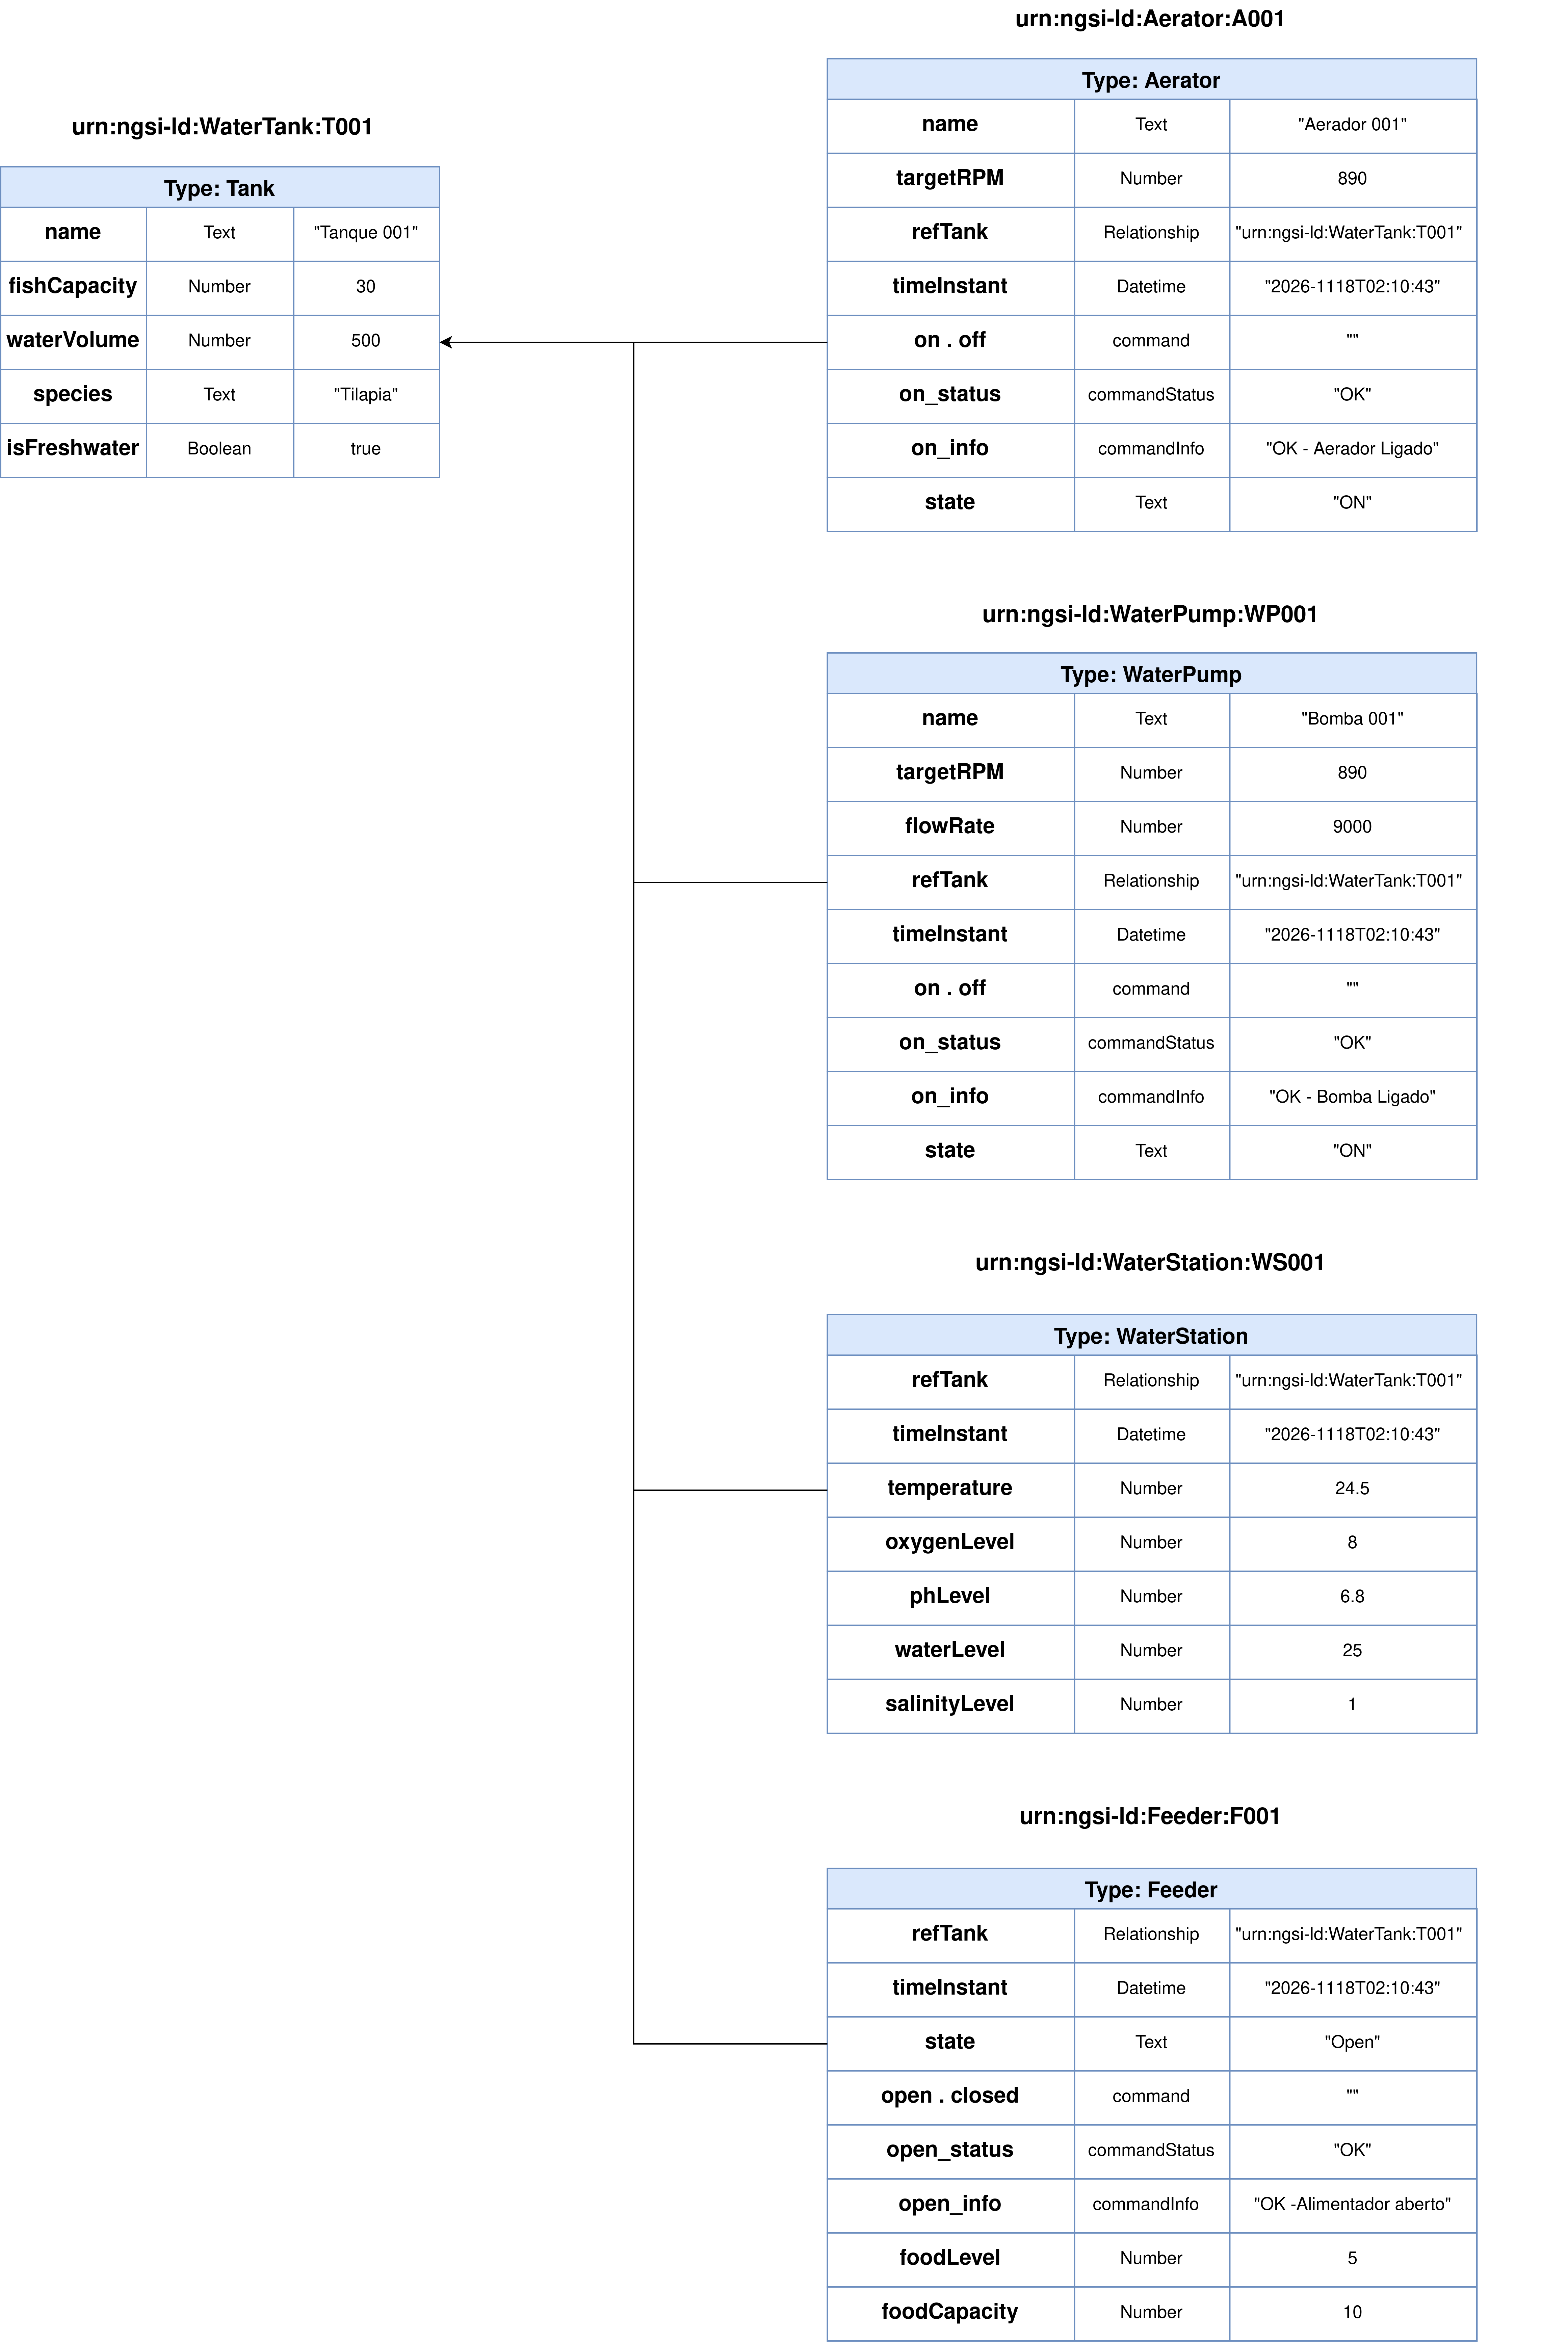 urn:ngsi-ld:WaterTank:T001
Type: Tank
name Text "Tanque 001"
fishCapacity Number 30
waterVolume Number 500
species Text "Tilapia"
isFreshwater Boolean true
urn:ngsi-ld:Aerator:A001
Type: Aerator
name Text "Aerador 001"
targetRPM Number 890
refTank Relationship "urn:ngsi-ld:WaterTank:T001"
timeInstant Datetime "2026-1118T02:10:43"
on . off command ""
on_status commandStatus "OK"
on_info commandInfo "OK - Aerador Ligado"
state Text "ON"
urn:ngsi-ld:WaterPump:WP001
Type: WaterPump
name Text "Bomba 001"
targetRPM Number 890
flowRate Number 9000
refTank Relationship "urn:ngsi-ld:WaterTank:T001"
timeInstant Datetime "2026-1118T02:10:43"
on . off command ""
on_status commandStatus "OK"
on_info commandInfo "OK - Bomba Ligado"
state Text "ON"
urn:ngsi-ld:WaterStation:WS001
Type: WaterStation
refTank Relationship "urn:ngsi-ld:WaterTank:T001"
timeInstant Datetime "2026-1118T02:10:43"
temperature Number 24.5
oxygenLevel Number 8
phLevel Number 6.8
waterLevel Number 25
salinityLevel Number 1
urn:ngsi-ld:Feeder:F001
Type: Feeder
refTank Relationship "urn:ngsi-ld:WaterTank:T001"
timeInstant Datetime "2026-1118T02:10:43"
state Text "Open"
open . closed command ""
open_status commandStatus "OK"
open_info commandInfo "OK -Alimentador aberto"
foodLevel Number 5
foodCapacity Number 10